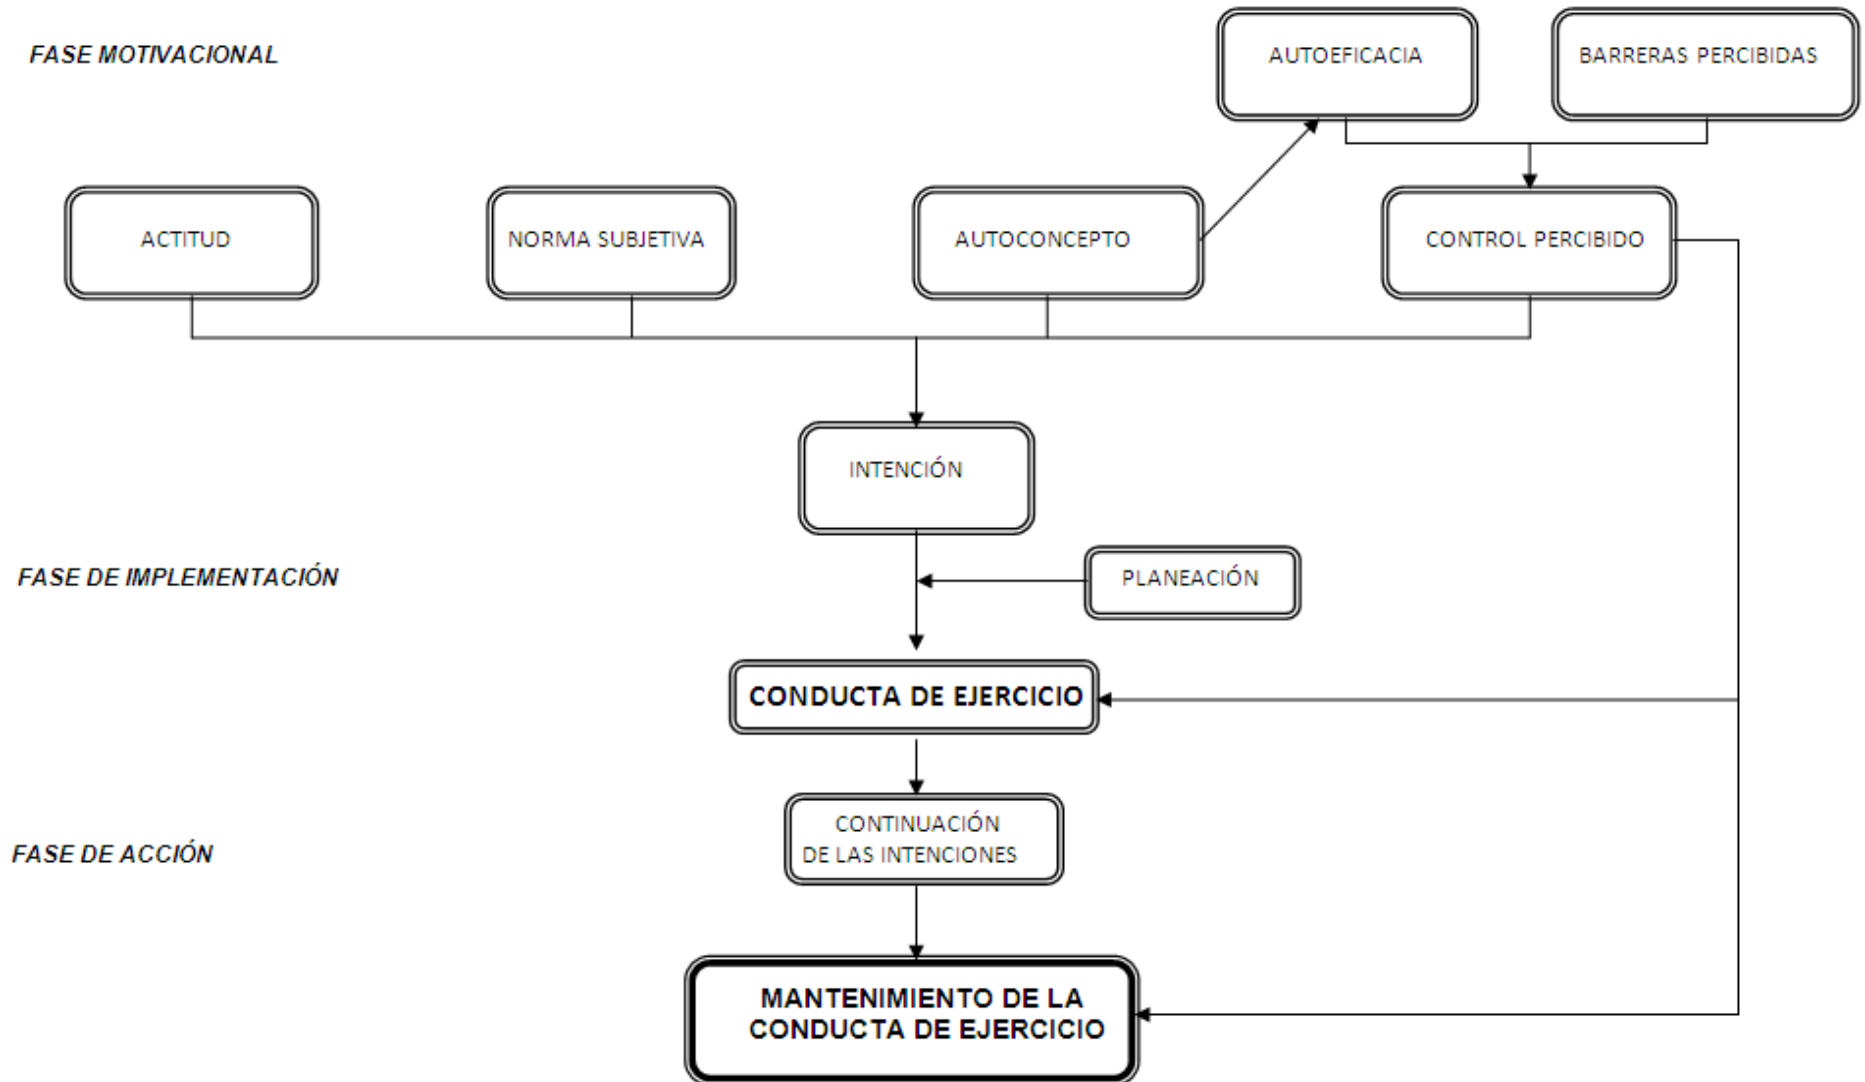 FASE MOTIVACIONAL
AUTOEFICACIA
BARRERAS PERCIBIDAS
ACTITUD
NORMA SUBJETIVA
AUTOCONCEPTO
CONTROL PERCIBIDO
INTENCIÓN
FASE DE IMPLEMENTACIÓN
PLANEACIÓN
CONDUCTA DE EJERCICIO
CONTINUACIÓN
DE LAS INTENCIONES
FASE DE ACCIÓN
MANTENIMIENTO DE LA
CONDUCTA DE EJERCICIO